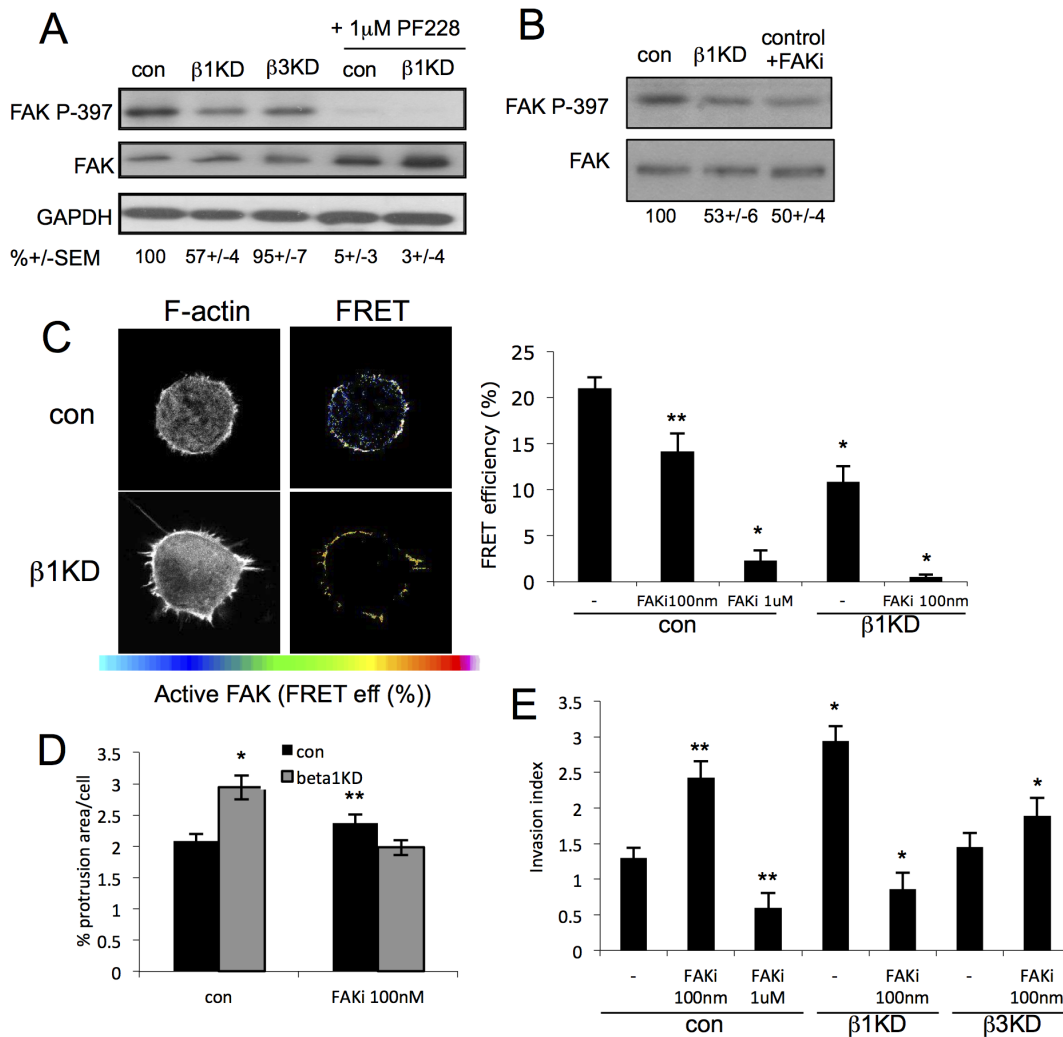 A
+ 1μM PF228
con β1KD β3KD con β1KD
FAK P-397
FAK
GAPDH
%+/-SEM 100 57+/-4 95+/-7 5+/-3 3+/-4
B
con β1KD control +FAKi
FAK P-397
FAK
100 53+/-6 50+/-4
C
F-actin FRET
con
β1KD
Active FAK (FRET eff (%))
FRET efficiency (%)
25
20
15
10
5
0
** * * *
- FAKi100nm FAKi 1uM - FAKi 100nm
con β1KD
D
% protrusion area/cell
3.5
3
2.5
2
1.5
1
0.5
0
con
beta1KD
* **
con FAKi 100nM
E
Invasion index
3.5
3
2.5
2
1.5
1
0.5
0
** ** * * *
- FAKi FAKi - FAKi - FAKi
100nm 1uM 100nm 100nm
con β1KD β3KD